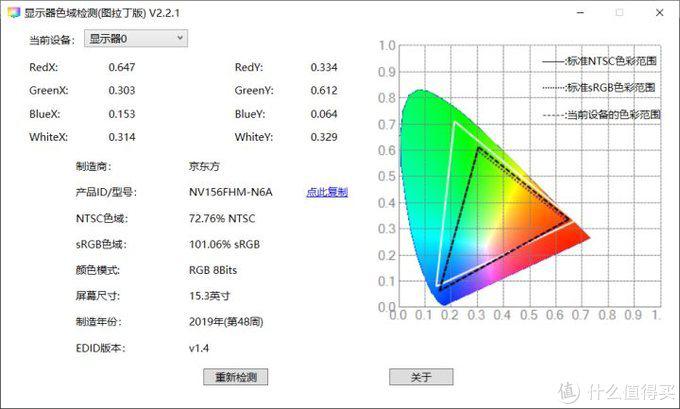 显示器色域检测(图拉丁版) V2.2.1
当前设备: 显示器0
RedX: 0.647 RedY: 0.334
GreenX: 0.303 GreenY: 0.612
BlueX: 0.153 BlueY: 0.064
WhiteX: 0.314 WhiteY: 0.329
制造商: 京东方
产品ID/型号: NV156FHM-N6A 点此复制
NTSC色域: 72.76% NTSC
sRGB色域: 101.06% sRGB
颜色模式: RGB 8Bits
屏幕尺寸: 15.3英寸
制造年份: 2019年(第48周)
EDID版本: v1.4
重新检测 关于
:标准NTSC色彩范围
:标准sRGB色彩范围
:当前设备的色彩范围
1.0
0.9
0.8
0.7
0.6
0.5
0.4
0.3
0.2
0.1
0.0
0.0 0.1 0.2 0.3 0.4 0.5 0.6 0.7 0.8 0.9 1.
值 什么值得买